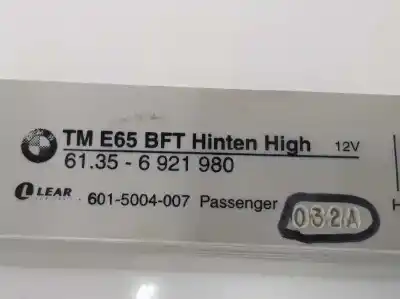 TM E65 BFT Hinten High 12V
61.35 - 6 921 980
LEAR 601-5004-007 Passenger 032A H